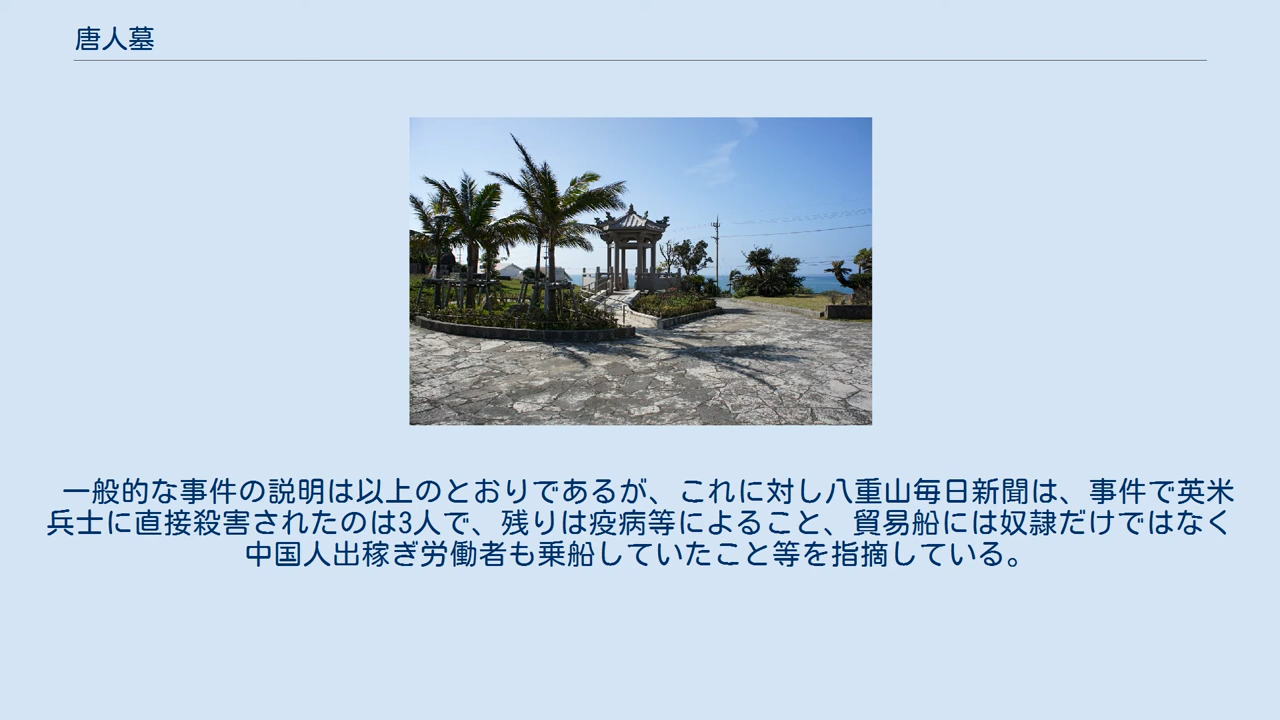 唐人墓
一般的な事件の説明は以上のとおりであるが、これに対し八重山毎日新聞は、事件で英米
兵士に直接殺害されたのは3人で、残りは疫病等によること、貿易船には奴隷だけではなく
中国人出稼ぎ労働者も乗船していたこと等を指摘している。